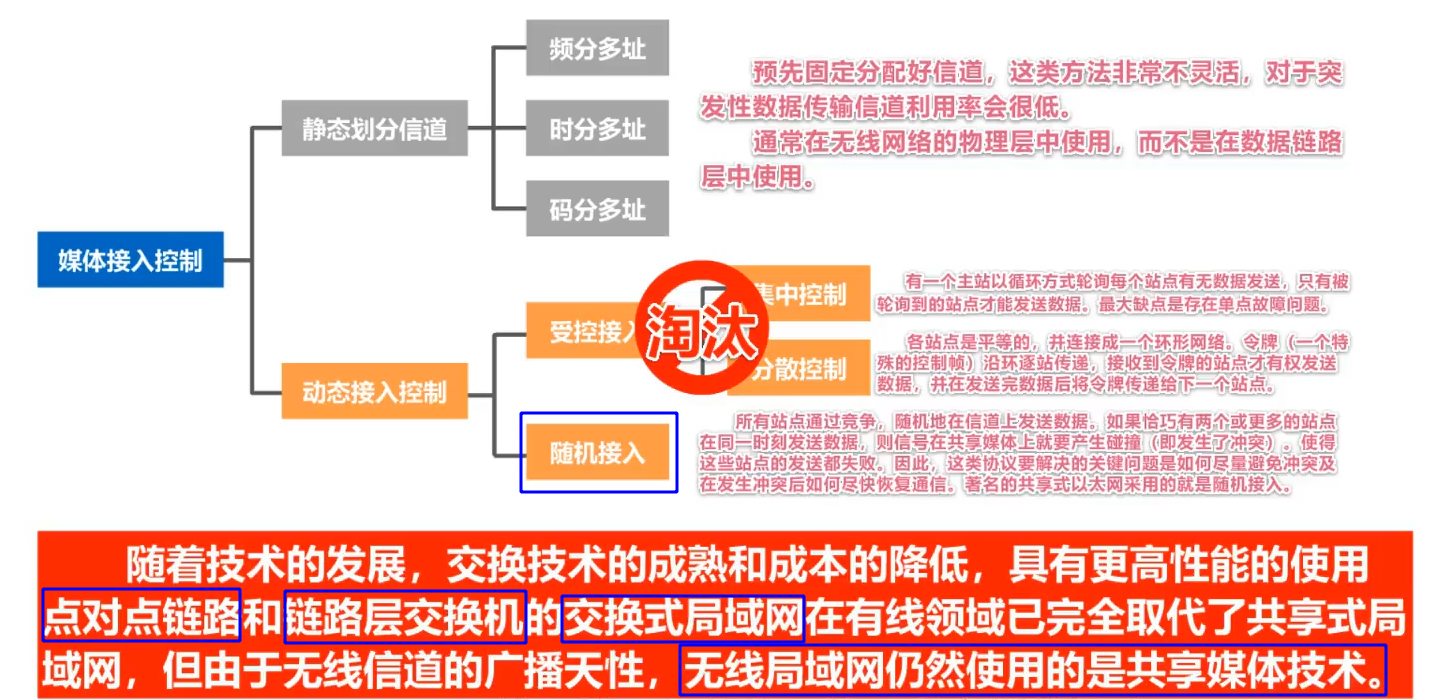 频分多址
静态划分信道
时分多址
码分多址
预先固定分配好信道，这类方法非常不灵活，对于突
发性数据传输信道利用率会很低。
通常在无线网络的物理层中使用，而不是在数据链路
层中使用。
媒体接入控制
动态接入控制
受控接入
淘汰
集中控制
有一个主站以循环方式轮询每个站点有无数据发送，只有被
轮询到的站点才能发送数据。最大缺点是存在单点故障问题。
分散控制
各站点是平等的，并连接成一个环形网络。令牌（一个特
殊的控制帧）沿环逐站传递，接收到令牌的站点才有权发送
数据，并在发送完数据后将令牌传递给下一个站点。
随机接入
所有站点通过竞争，随机地在信道上发送数据。如果恰巧有两个或更多的站点
在同一时刻发送数据，则信号在共享媒体上就要产生碰撞（即发生了冲突）。使得
这些站点的发送都失败。因此，这类协议要解决的关键问题是如何尽量避免冲突及
在发生冲突后如何尽快恢复通信。著名的共享式以太网采用的就是随机接入。
随着技术的发展，交换技术的成熟和成本的降低，具有更高性能的使用
点对点链路和链路层交换机的交换式局域网在有线领域已完全取代了共享式局
域网，但由于无线信道的广播天性，无线局域网仍然使用的是共享媒体技术。